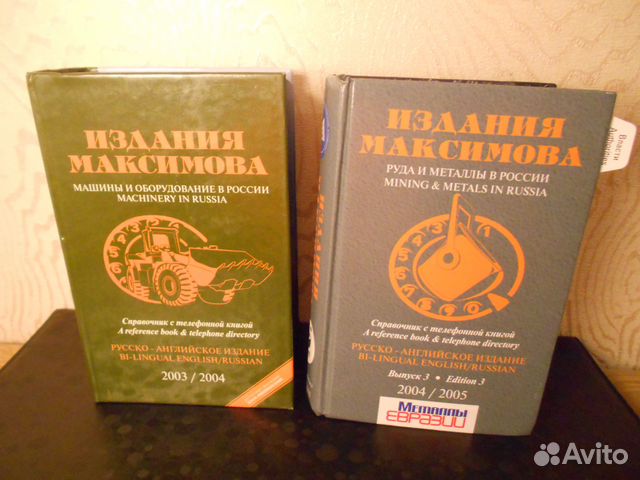 ИЗДАНИЯ
МАКСИМОВА
МАШИНЫ И ОБОРУДОВАНИЕ В РОССИИ
MACHINERY IN RUSSIA
Справочник с телефонной книгой
A reference book & telephone directory
РУССКО - АНГЛИЙСКОЕ ИЗДАНИЕ
BI-LINGUAL ENGLISH/RUSSIAN
2003 / 2004
ИЗДАНИЯ
МАКСИМОВА
РУДА И МЕТАЛЛЫ В РОССИИ
MINING & METALS IN RUSSIA
Справочник с телефонной книгой
A reference book & telephone directory
РУССКО - АНГЛИЙСКОЕ ИЗДАНИЕ
BI-LINGUAL ENGLISH/RUSSIAN
Выпуск 3 • Edition 3
2004 / 2005
Металлы
ЕВРАЗИИ
Власти
Authorities
Avito